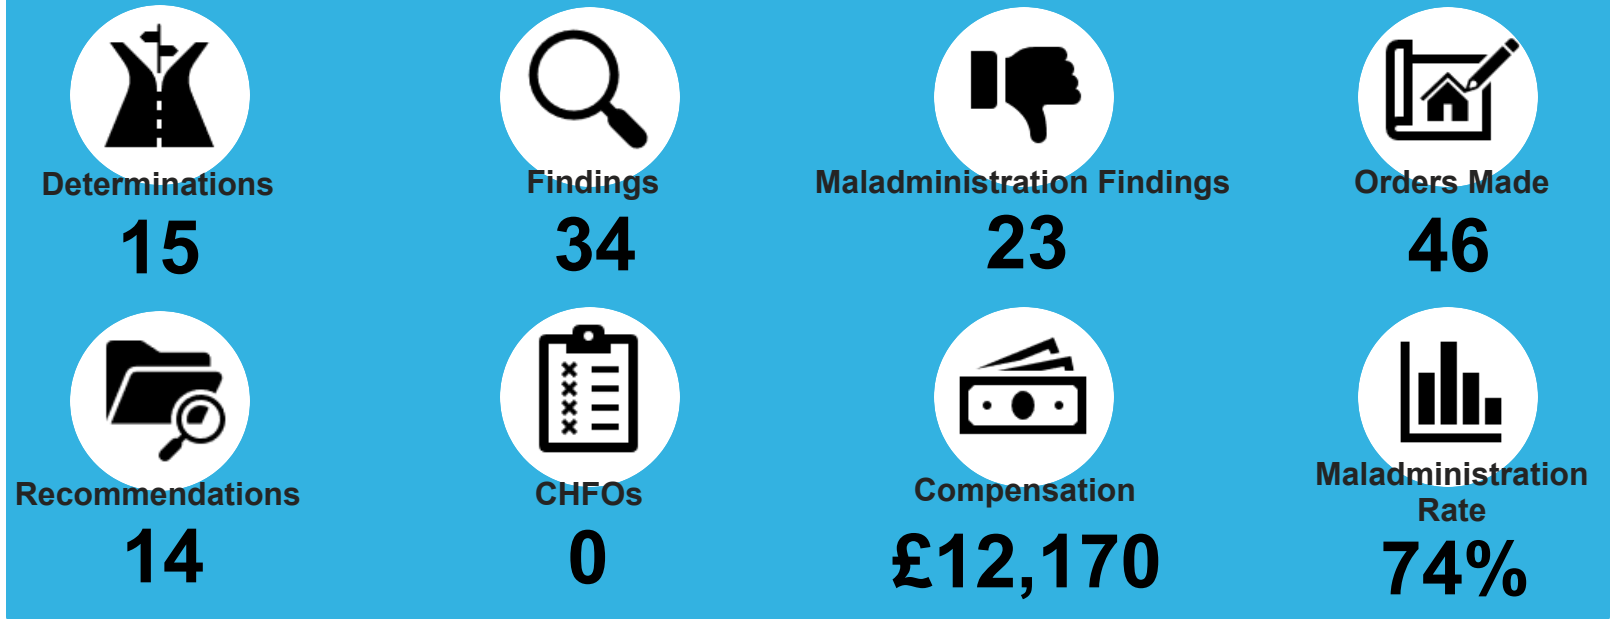 Determinations
15
Findings
34
Maladministration Findings
23
Orders Made
46
Recommendations
14
CHFOs
0
Compensation
£12,170
Maladministration
Rate
74%